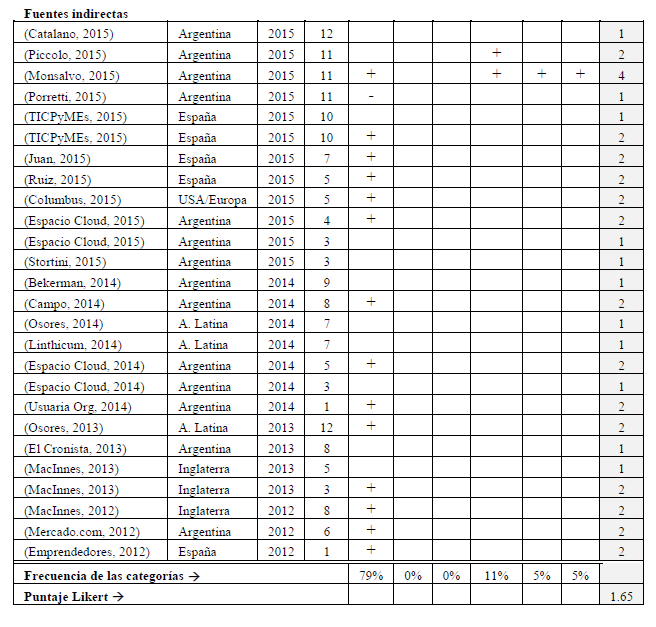 Fuentes indirectas
(Catalano, 2015) Argentina 2015 12 1
(Piccolo, 2015) Argentina 2015 11 + 2
(Monsalvo, 2015) Argentina 2015 11 + + + + 4
(Porretti, 2015) Argentina 2015 11 - 1
(TICPyMEs, 2015) España 2015 10 1
(TICPyMEs, 2015) España 2015 10 + 2
(Juan, 2015) España 2015 7 + 2
(Ruiz, 2015) España 2015 5 + 2
(Columbus, 2015) USA/Europa 2015 5 + 2
(Espacio Cloud, 2015) Argentina 2015 4 + 2
(Espacio Cloud, 2015) Argentina 2015 3 1
(Stortini, 2015) Argentina 2015 3 1
(Bekerman, 2014) Argentina 2014 9 1
(Campo, 2014) Argentina 2014 8 + 2
(Osores, 2014) A. Latina 2014 7 1
(Linthicum, 2014) A. Latina 2014 7 1
(Espacio Cloud, 2014) Argentina 2014 5 + 2
(Espacio Cloud, 2014) Argentina 2014 3 1
(Usuaria Org, 2014) Argentina 2014 1 + 2
(Osores, 2013) A. Latina 2013 12 + 2
(El Cronista, 2013) Argentina 2013 8 1
(MacInnes, 2013) Inglaterra 2013 5 1
(MacInnes, 2013) Inglaterra 2013 3 + 2
(MacInnes, 2012) Inglaterra 2012 8 + 2
(Mercado.com, 2012) Argentina 2012 6 + 2
(Emprendedores, 2012) España 2012 1 + 2
Frecuencia de las categorías → 79% 0% 0% 11% 5% 5%
Puntaje Likert → 1.65